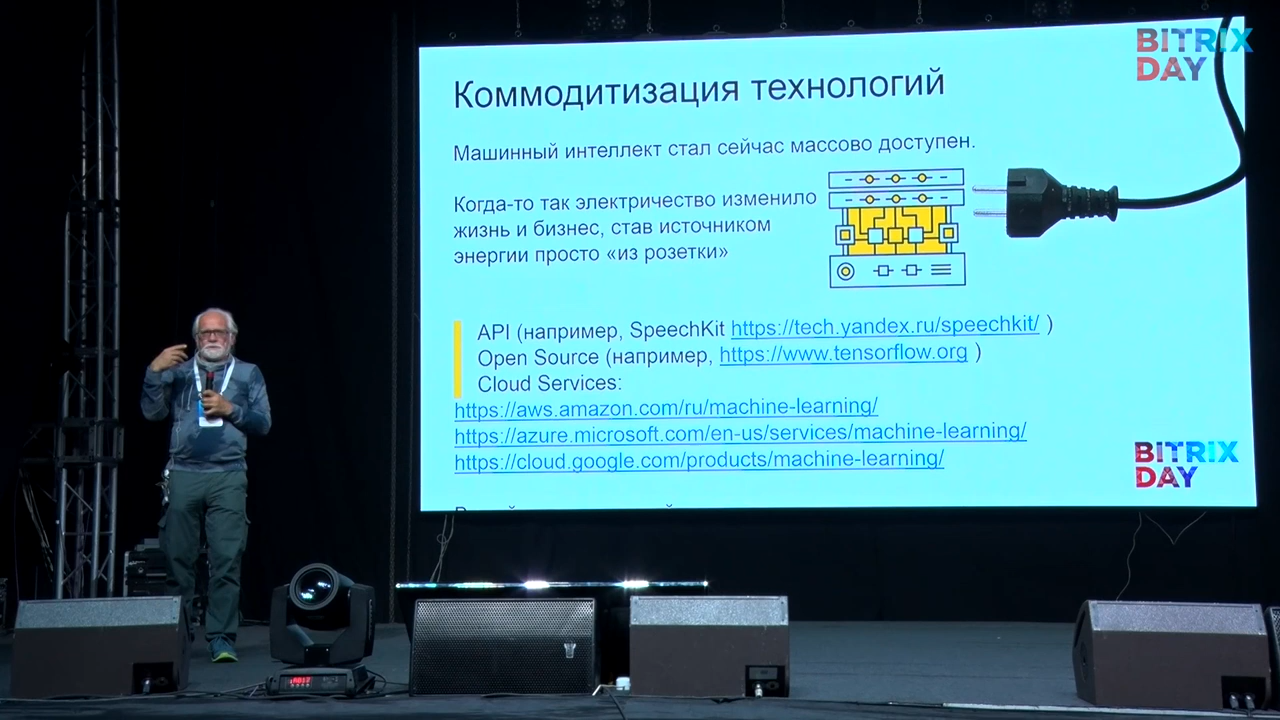 BITRIX
DAY
Коммодитизация технологий
Машинный интеллект стал сейчас массово доступен.
Когда-то так электричество изменило
жизнь и бизнес, став источником
энергии просто «из розетки»
API (например, SpeechKit https://tech.yandex.ru/speechkit/ )
Open Source (например, https://www.tensorflow.org )
Cloud Services:
https://aws.amazon.com/ru/machine-learning/
https://azure.microsoft.com/en-us/services/machine-learning/
https://cloud.google.com/products/machine-learning/
BITRIX
DAY